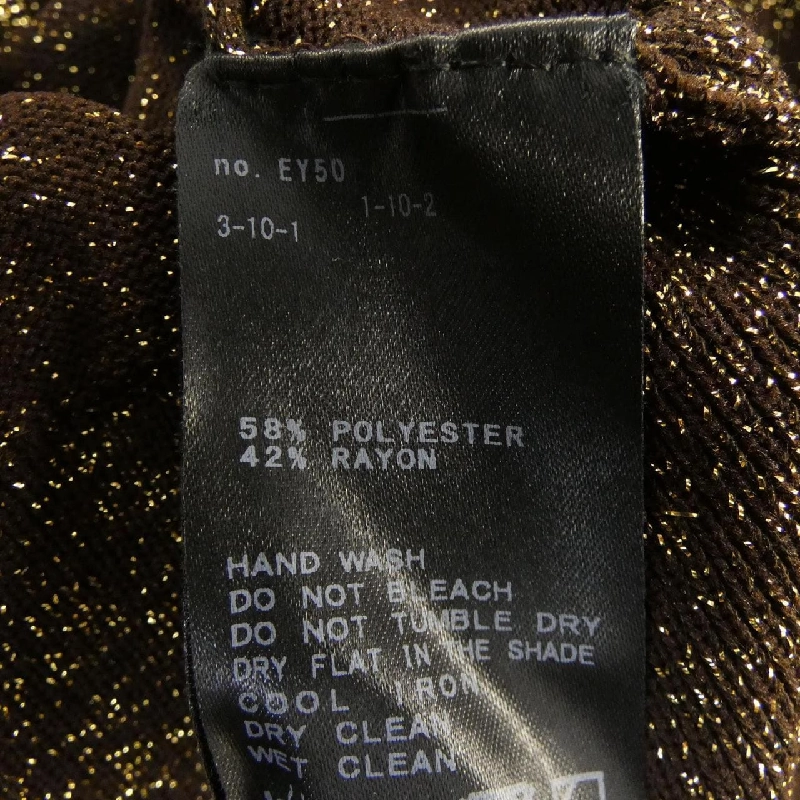 no. EY50
1-10-2
3-10-1
58% POLYESTER
42% RAYON
HAND WASH
DO NOT BLEACH
DO NOT TUMBLE DRY
DRY FLAT IN THE SHADE
COOL IRON
DRY CLEAN
WET CLEAN